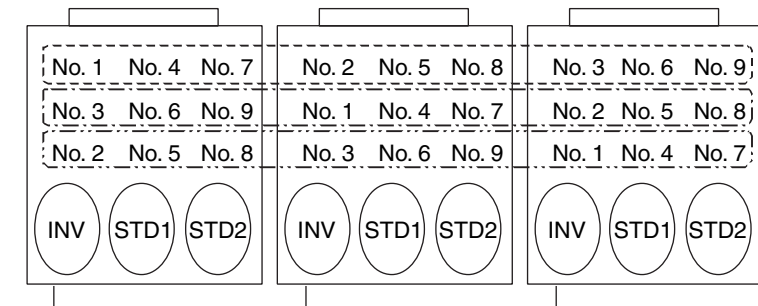 No. 1 No. 4 No. 7 No. 2 No. 5 No. 8 No. 3 No. 6 No. 9
No. 3 No. 6 No. 9 No. 1 No. 4 No. 7 No. 2 No. 5 No. 8
No. 2 No. 5 No. 8 No. 3 No. 6 No. 9 No. 1 No. 4 No. 7
INV STD1 STD2 INV STD1 STD2 INV STD1 STD2